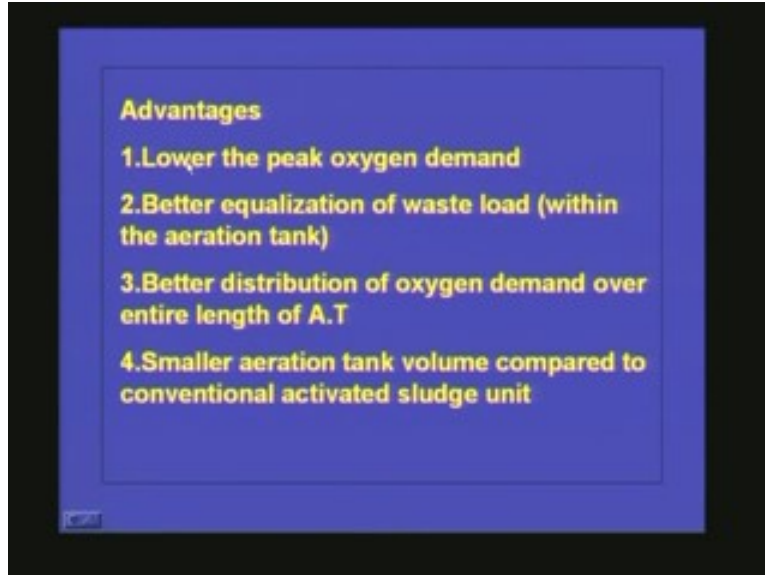 Advantages
1.Lower the peak oxygen demand
2.Better equalization of waste load (within
the aeration tank)
3.Better distribution of oxygen demand over
entire length of A.T
4.Smaller aeration tank volume compared to
conventional activated sludge unit